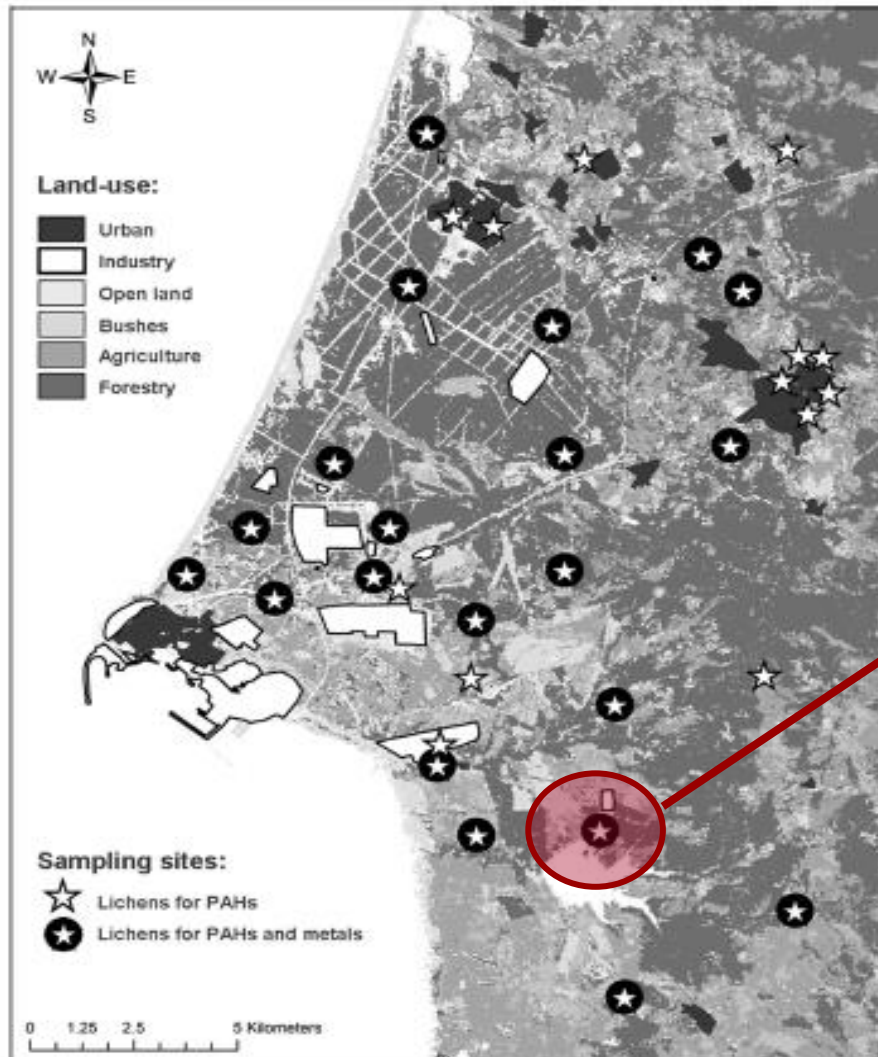 N
W E
S
Land-use:
Urban
Industry
Open land
Bushes
Agriculture
Forestry
Sampling sites:
Lichens for PAHs
Lichens for PAHs and metals
0 1.25 2.5 5 Kilometers